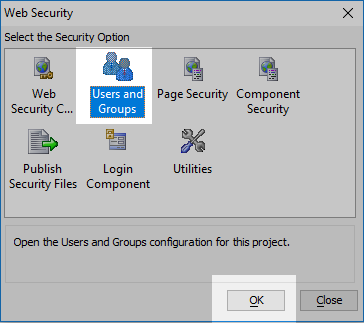 Web Security
Select the Security Option
Web
Security C...
Users and
Groups
Page Security
Component
Security
Publish
Security Files
Login
Component
Utilities
Open the Users and Groups configuration for this project.
OK
Close